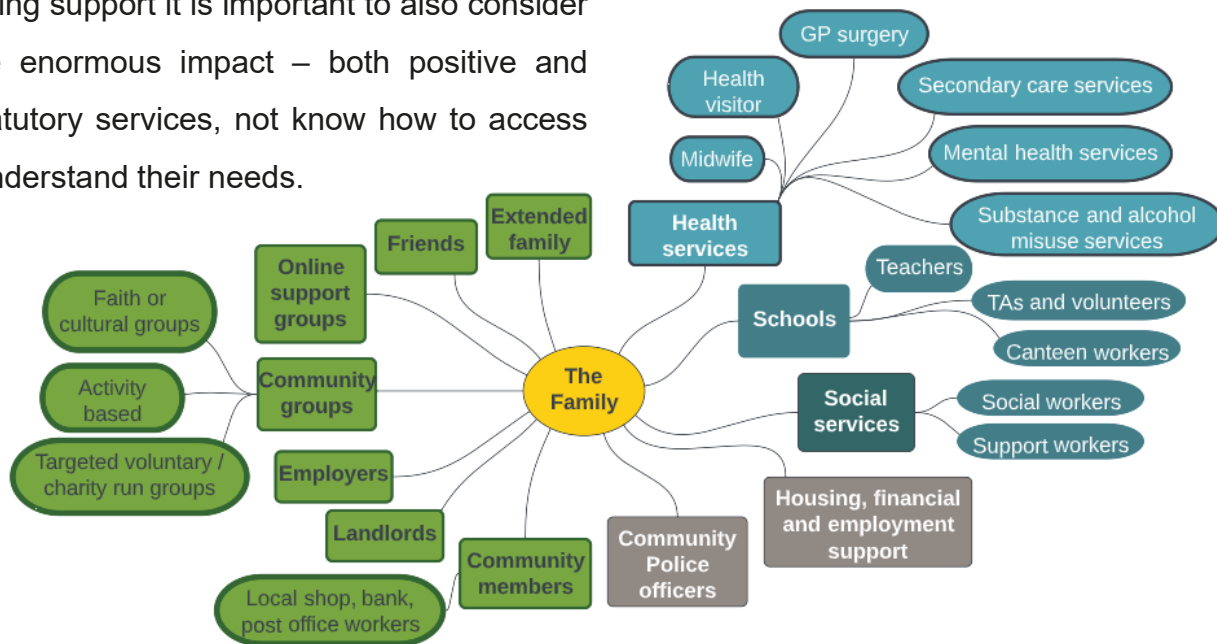 ing support it is important to also consider
enormous impact – both positive and
tutory services, not know how to access
nderstand their needs.
GP surgery
Health
visitor
Secondary care services
Midwife
Mental health services
Substance and alcohol
misuse services
Health
services
Extended
family
Friends
Online
support
groups
Teachers
Schools
TAs and volunteers
Canteen workers
Faith or
cultural groups
Activity
based
Community
groups
Targeted voluntary /
charity run groups
The
Family
Social
services
Social workers
Support workers
Employers
Landlords
Community
members
Local shop, bank,
post office workers
Community
Police
officers
Housing, financial
and employment
support